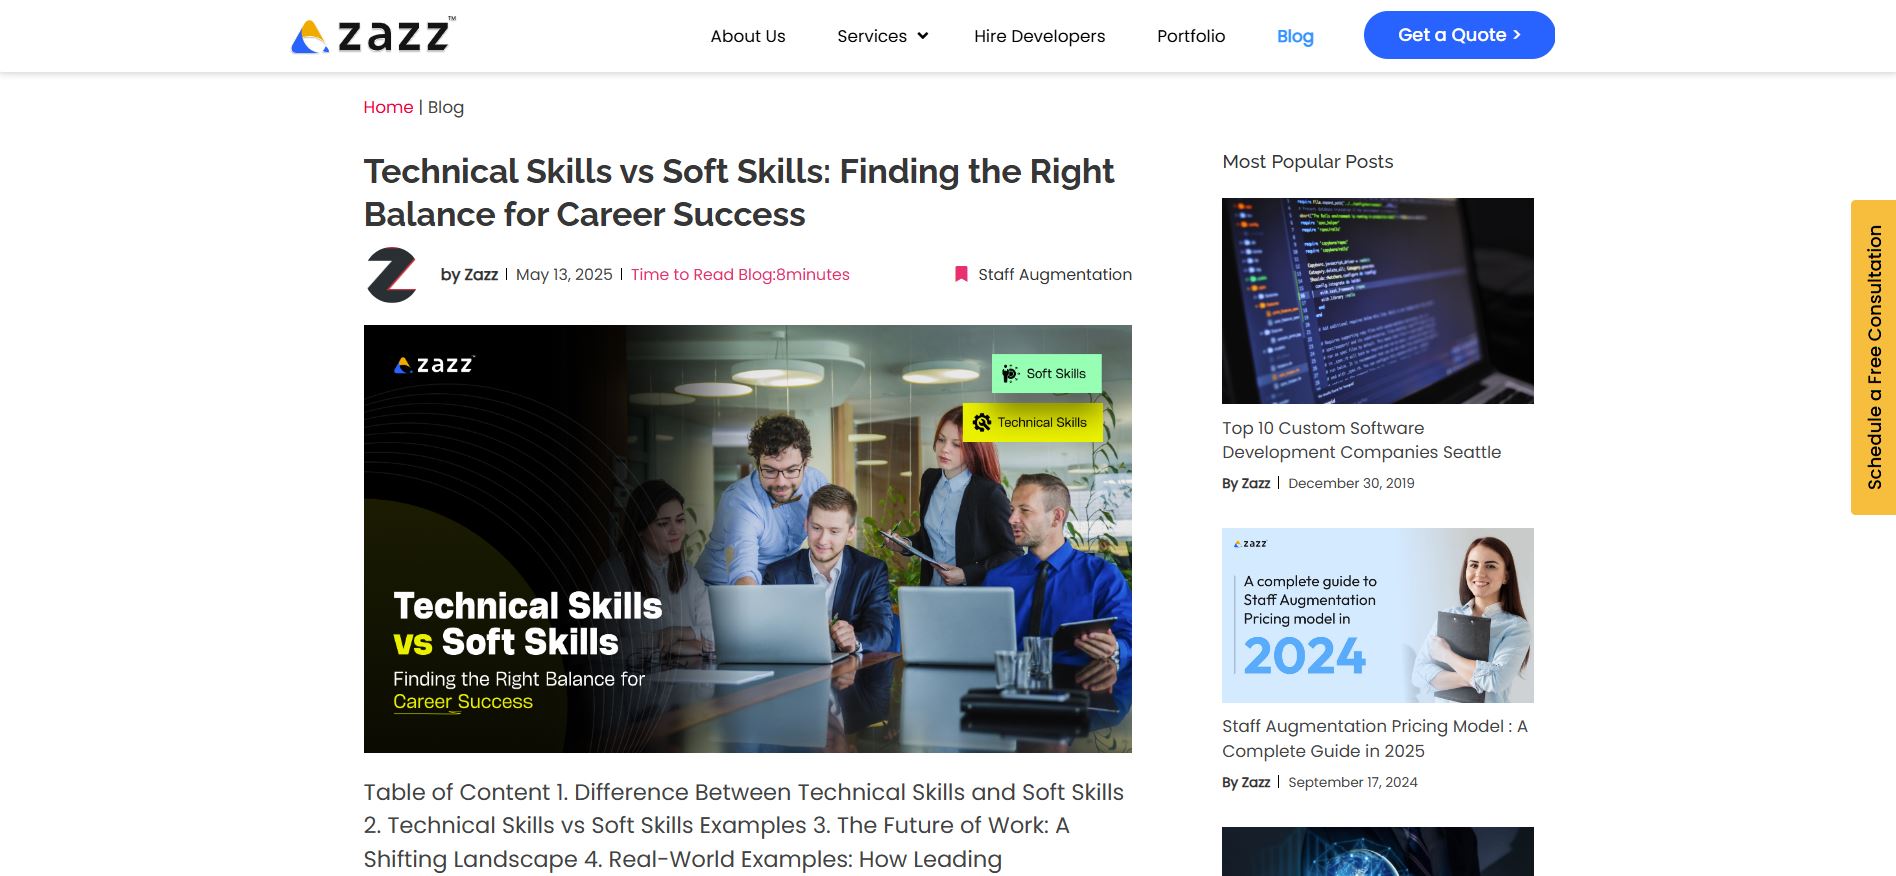 zazz™
About Us
Services
Hire Developers
Portfolio
Blog
Get a Quote >
Home | Blog
Technical Skills vs Soft Skills: Finding the Right
Balance for Career Success
by Zazz | May 13, 2025 | Time to Read Blog:8minutes
Staff Augmentation
zazz
Soft Skills
Technical Skills
Technical Skills
vs Soft Skills
Finding the Right Balance for
Career Success
Table of Content 1. Difference Between Technical Skills and Soft Skills
2. Technical Skills vs Soft Skills Examples 3. The Future of Work: A
Shifting Landscape 4. Real-World Examples: How Leading
Most Popular Posts
Top 10 Custom Software
Development Companies Seattle
By Zazz | December 30, 2019
zazz
A complete guide to
Staff Augmentation
Pricing model in
2024
Staff Augmentation Pricing Model : A
Complete Guide in 2025
By Zazz | September 17, 2024
Schedule a Free Consultation